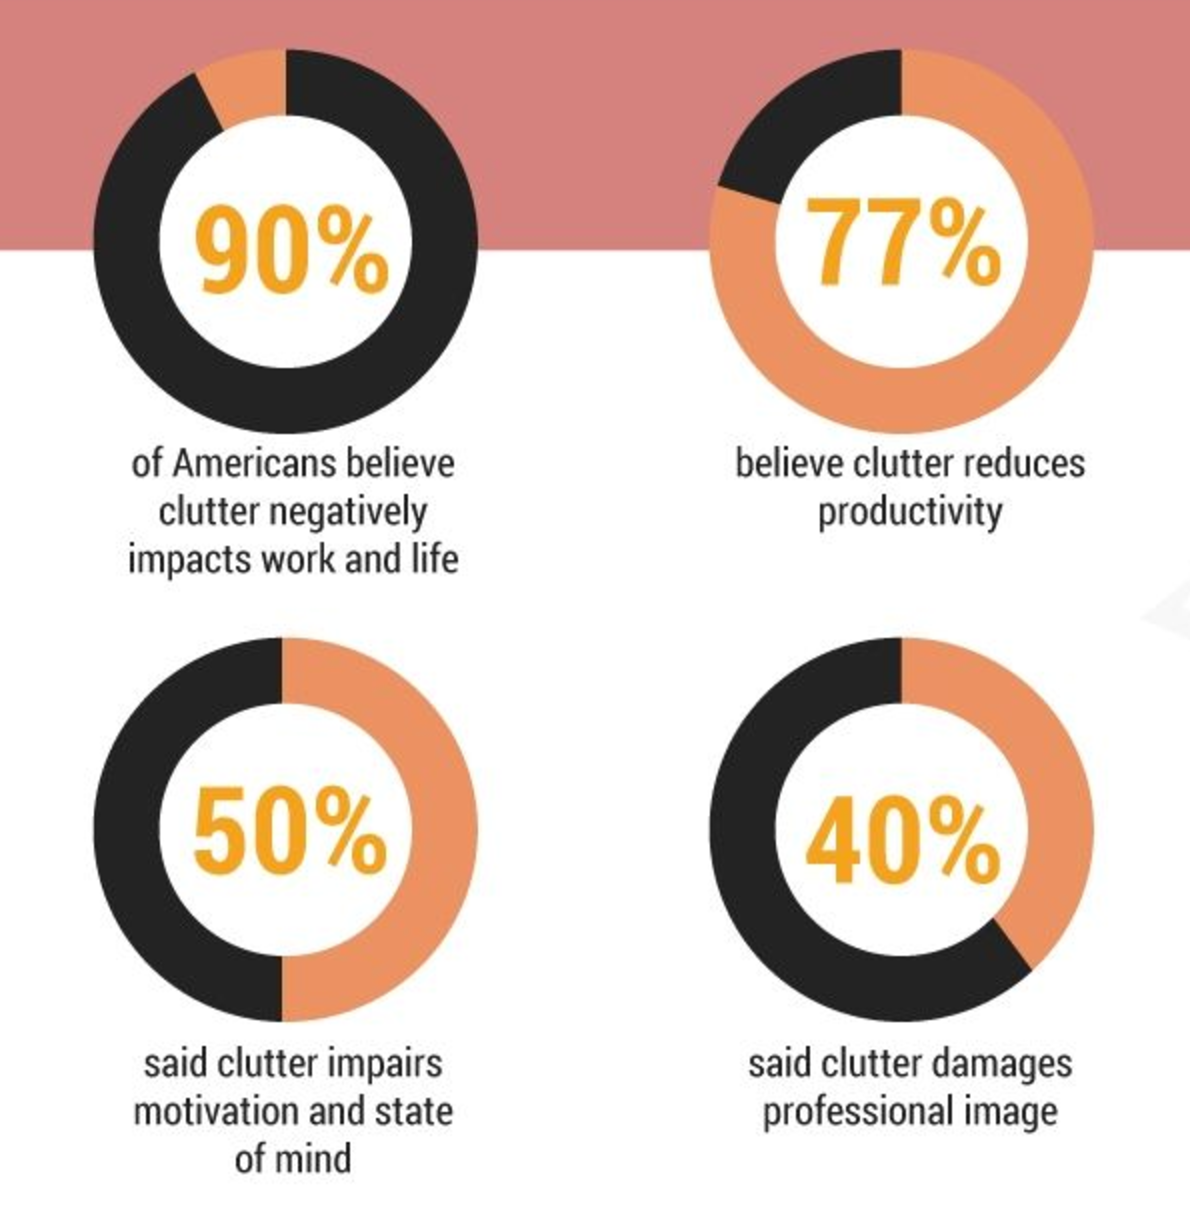 90%
of Americans believe
clutter negatively
impacts work and life
77%
believe clutter reduces
productivity
50%
said clutter impairs
motivation and state
of mind
40%
said clutter damages
professional image